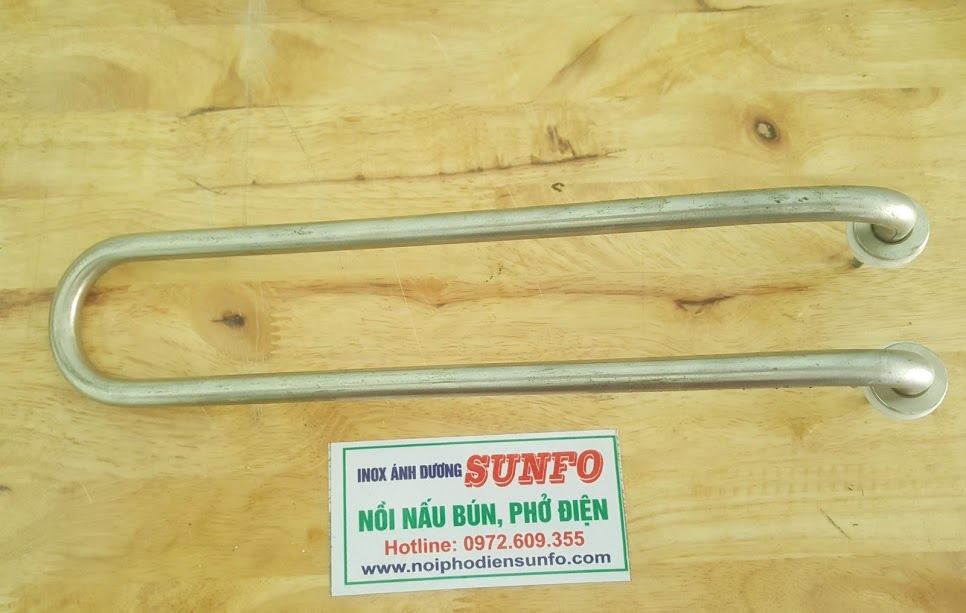 INOX ÁNH DƯƠNG SUNFO
NỒI NẤU BÚN, PHỞ ĐIỆN
Hotline: 0972.609.355
www.noiphodiensunfo.com